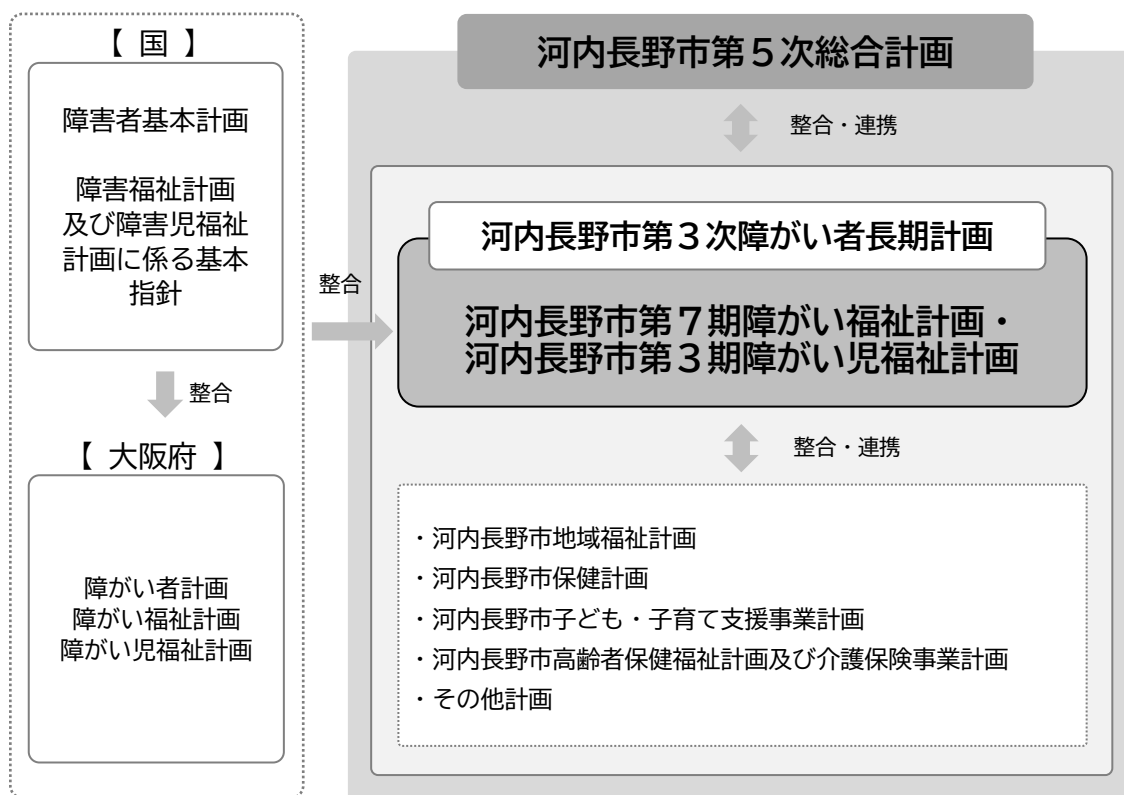 【 国 】
障害者基本計画
障害福祉計画
及び障害児福祉
計画に係る基本
指針
整合
【 大阪府 】
障がい者計画
障がい福祉計画
障がい児福祉計画
整合
河内長野市第５次総合計画
整合・連携
河内長野市第３次障がい者長期計画
河内長野市第７期障がい福祉計画・
河内長野市第３期障がい児福祉計画
整合・連携
・河内長野市地域福祉計画
・河内長野市保健計画
・河内長野市子ども・子育て支援事業計画
・河内長野市高齢者保健福祉計画及び介護保険事業計画
・その他計画